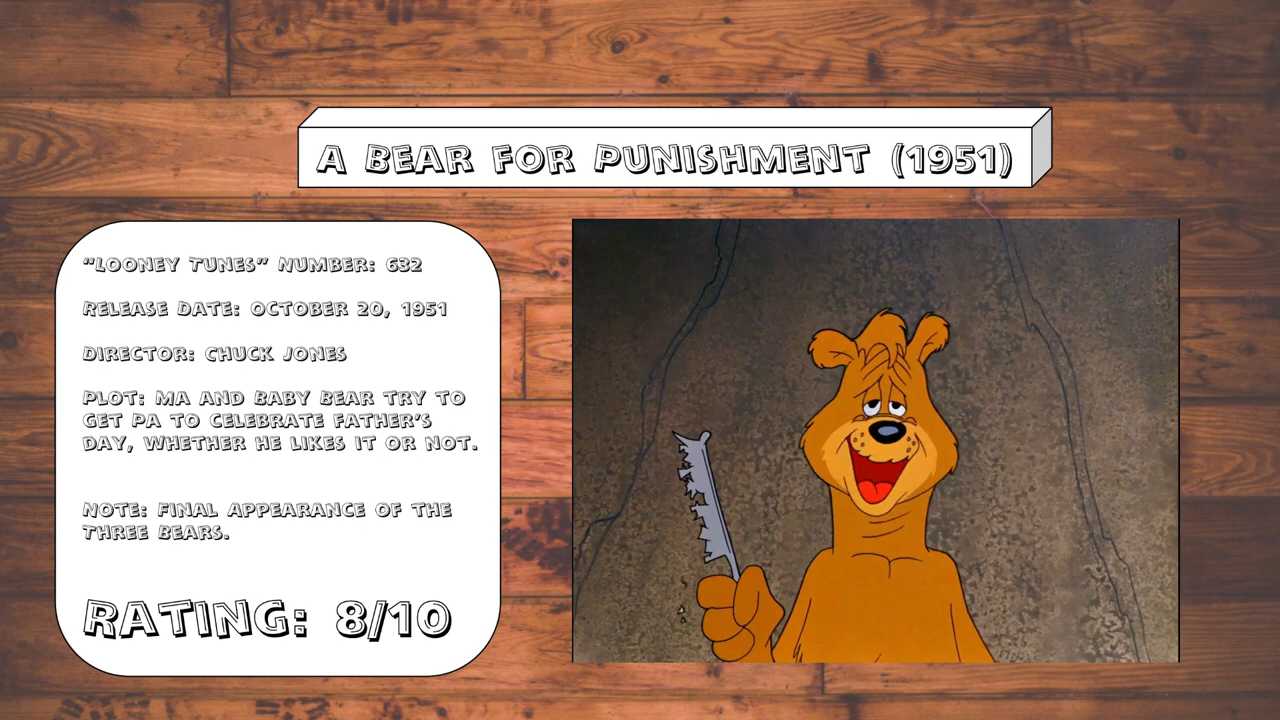 A BEAR FOR PUNISHMENT (1951)
"LOONEY TUNES" NUMBER: 632
RELEASE DATE: OCTOBER 20, 1951
DIRECTOR: CHUCK JONES
PLOT: MA AND BABY BEAR TRY TO
GET PA TO CELEBRATE FATHER'S
DAY, WHETHER HE LIKES IT OR NOT.
NOTE: FINAL APPEARANCE OF THE
THREE BEARS.
RATING: 8/10